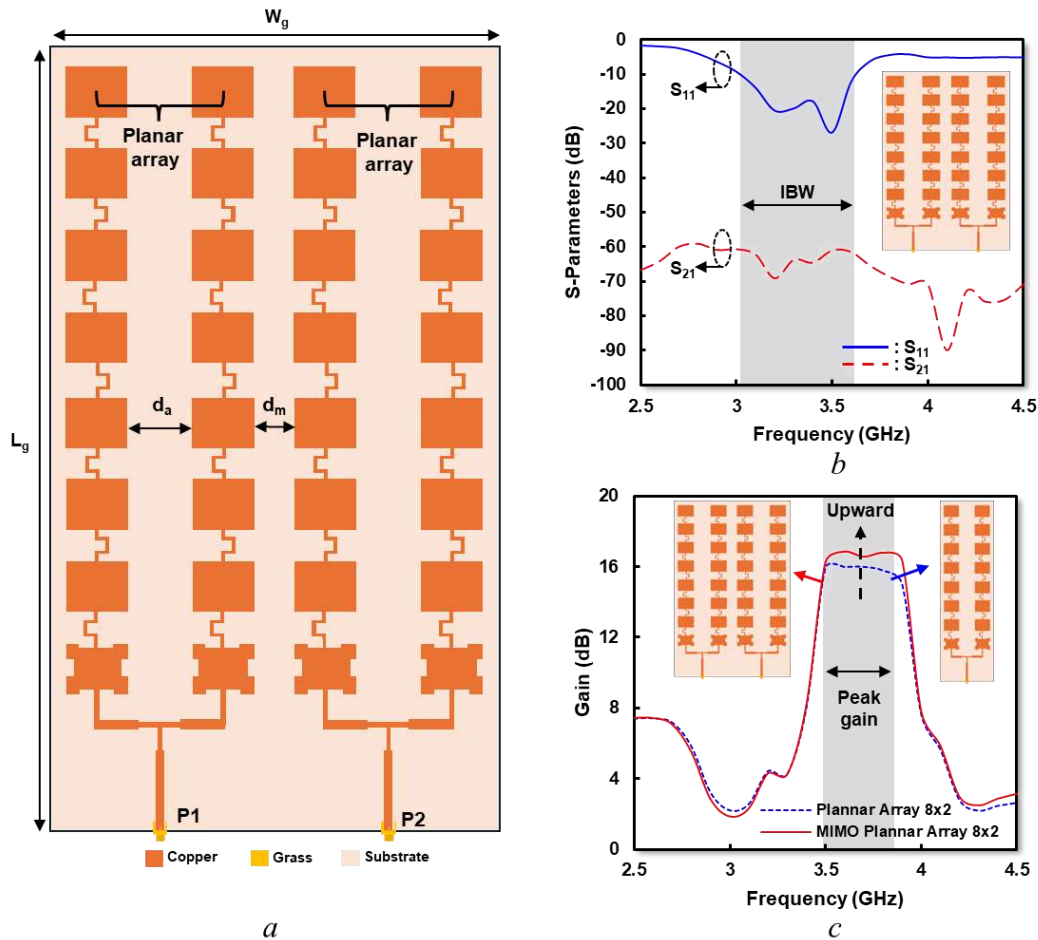 Wg
Planar
array
Planar
array
da
dm
Lg
P1
P2
Copper
Grass
Substrate
a
S-Parameters (dB)
0
-10
-20
-30
-40
-50
-60
-70
-80
-90
-100
S11
IBW
S21
: S11
: S21
2.5
3
3.5
4
4.5
Frequency (GHz)
b
Gain (dB)
20
16
12
8
4
0
Upward
Peak
gain
Plannar Array 8x2
MIMO Plannar Array 8x2
2.5
3
3.5
4
4.5
Frequency (GHz)
c